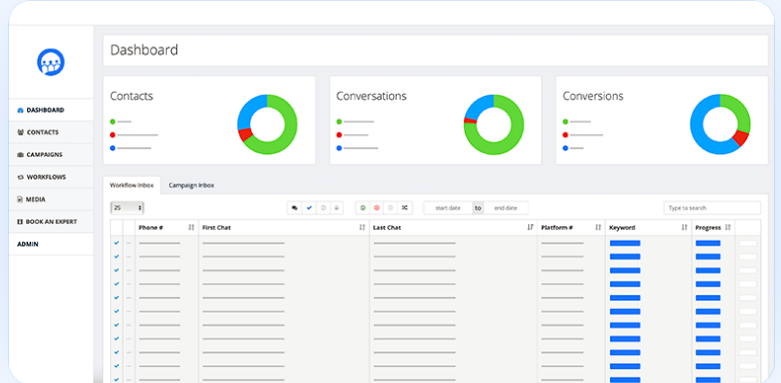 Dashboard
DASHBOARD
CONTACTS
CAMPAIGNS
WORKFLOWS
MEDIA
BOOK AN EXPERT
ADMIN
Contacts
Conversations
Conversions
Workflow Inbox Campaign Inbox
25 start date to end date Type to search
Phone # First Chat Last Chat Platform # Keyword Progress